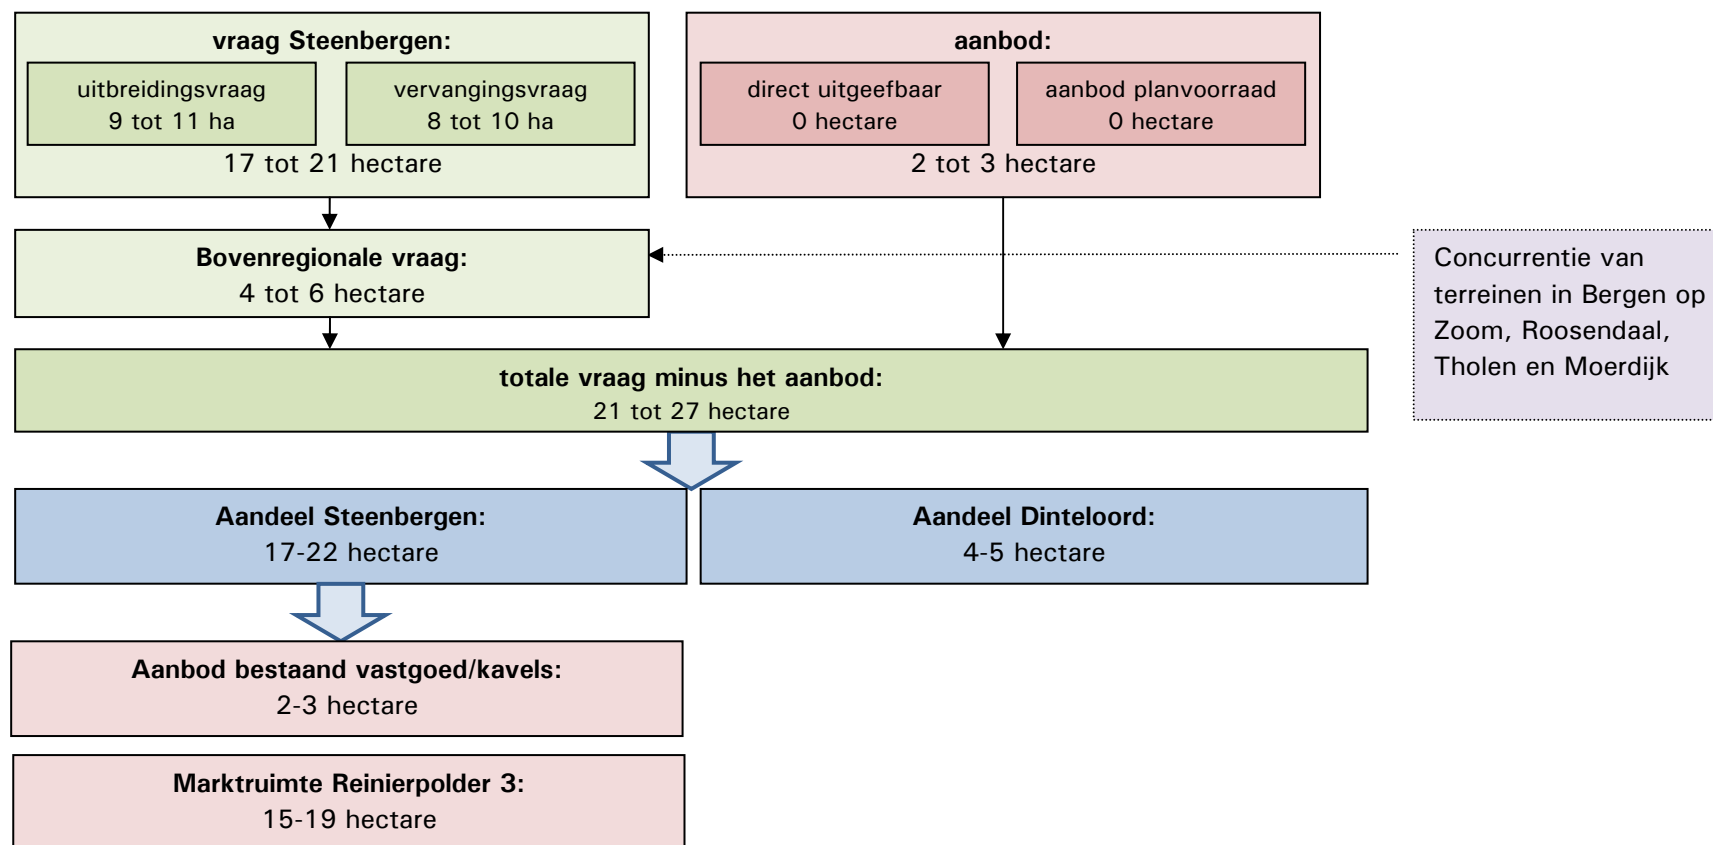 vraag Steenbergen:
uitbreidingsvraag
9 tot 11 ha
vervangingsvraag
8 tot 10 ha
17 tot 21 hectare
aanbod:
direct uitgeefbaar
0 hectare
aanbod planvoorraad
0 hectare
2 tot 3 hectare
Bovenregionale vraag:
4 tot 6 hectare
Concurrentie van
terreinen in Bergen op
Zoom, Roosendaal,
Tholen en Moerdijk
totale vraag minus het aanbod:
21 tot 27 hectare
Aandeel Steenbergen:
17-22 hectare
Aandeel Dinteloord:
4-5 hectare
Aanbod bestaand vastgoed/kavels:
2-3 hectare
Marktruimte Reinierpolder 3:
15-19 hectare